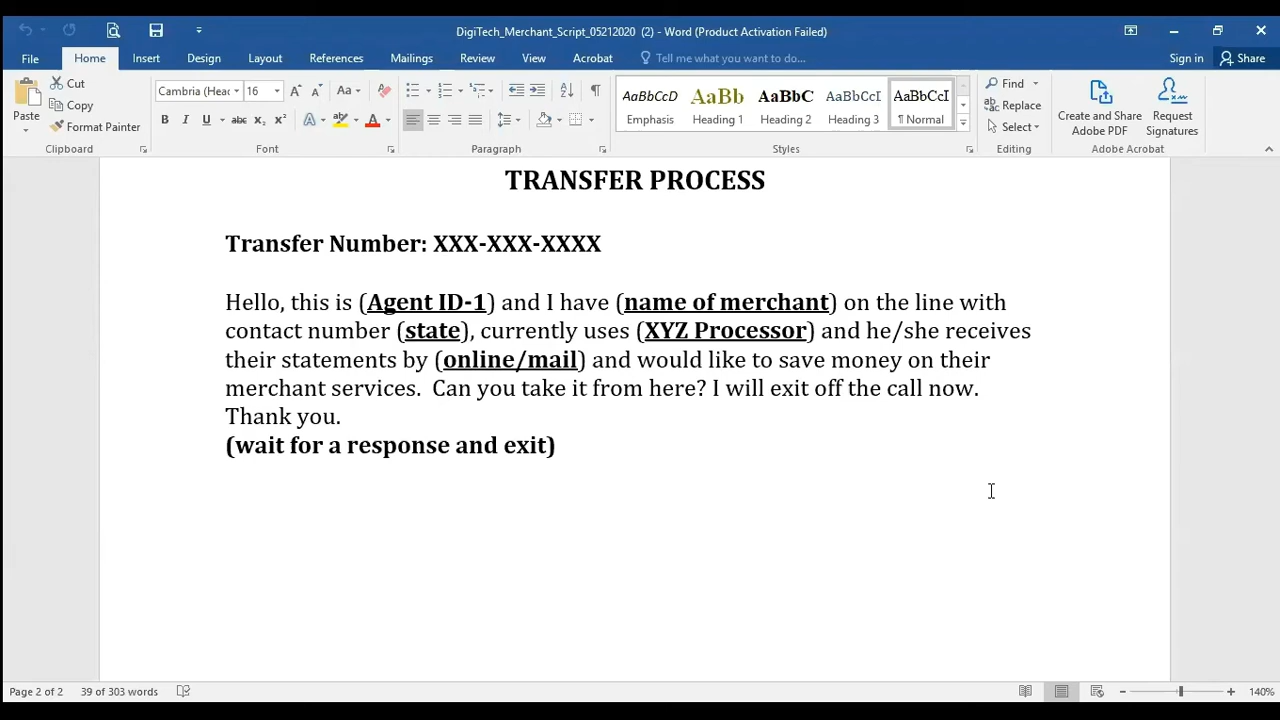 DigiTech_Merchant_Script_05212020 (2) - Word (Product Activation Failed)
File Home Insert Design Layout References Mailings Review View Acrobat Tell me what you want to do... Sign in Share
Paste
Cut
Copy
Format Painter
Clipboard
Cambria (Hear 16
Font
Paragraph
AaBbCcD AaBb AaBbC AaBbCcI AaBbCcI
Emphasis Heading 1 Heading 2 Heading 3 ¶ Normal
Styles
Find
Replace
Select
Editing
Create and Share
Adobe PDF
Request
Signatures
Adobe Acrobat
TRANSFER PROCESS
Transfer Number: XXX-XXX-XXXX
Hello, this is (Agent ID-1) and I have (name of merchant) on the line with
contact number (state), currently uses (XYZ Processor) and he/she receives
their statements by (online/mail) and would like to save money on their
merchant services.  Can you take it from here? I will exit off the call now.
Thank you.
(wait for a response and exit)
Page 2 of 2 39 of 303 words 140%